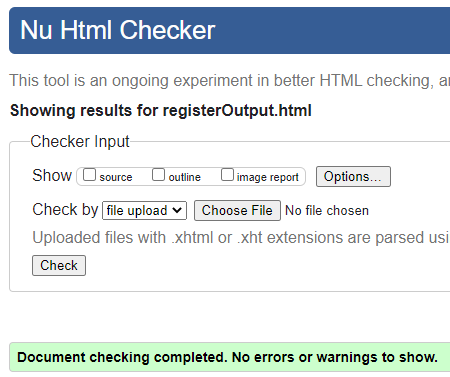 Nu Html Checker
This tool is an ongoing experiment in better HTML checking,
Showing results for registerOutput.html
Checker Input
Show source outline image report Options...
Check by file upload Choose File No file chosen
Uploaded files with .xhtml or .xht extensions are parsed
Check
Document checking completed. No errors or warnings to show.